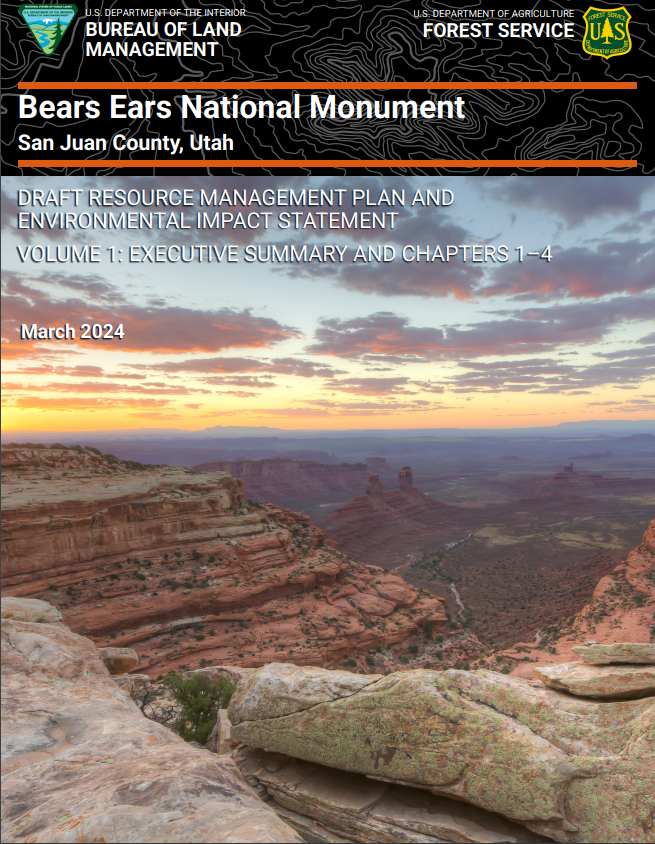 U.S. DEPARTMENT OF THE INTERIOR
BUREAU OF LAND
MANAGEMENT
U.S. DEPARTMENT OF AGRICULTURE
FOREST SERVICE
FOREST SERVICE
U S
DEPARTMENT OF AGRICULTURE
Bears Ears National Monument
San Juan County, Utah
DRAFT RESOURCE MANAGEMENT PLAN AND
ENVIRONMENTAL IMPACT STATEMENT
VOLUME 1: EXECUTIVE SUMMARY AND CHAPTERS 1–4
March 2024